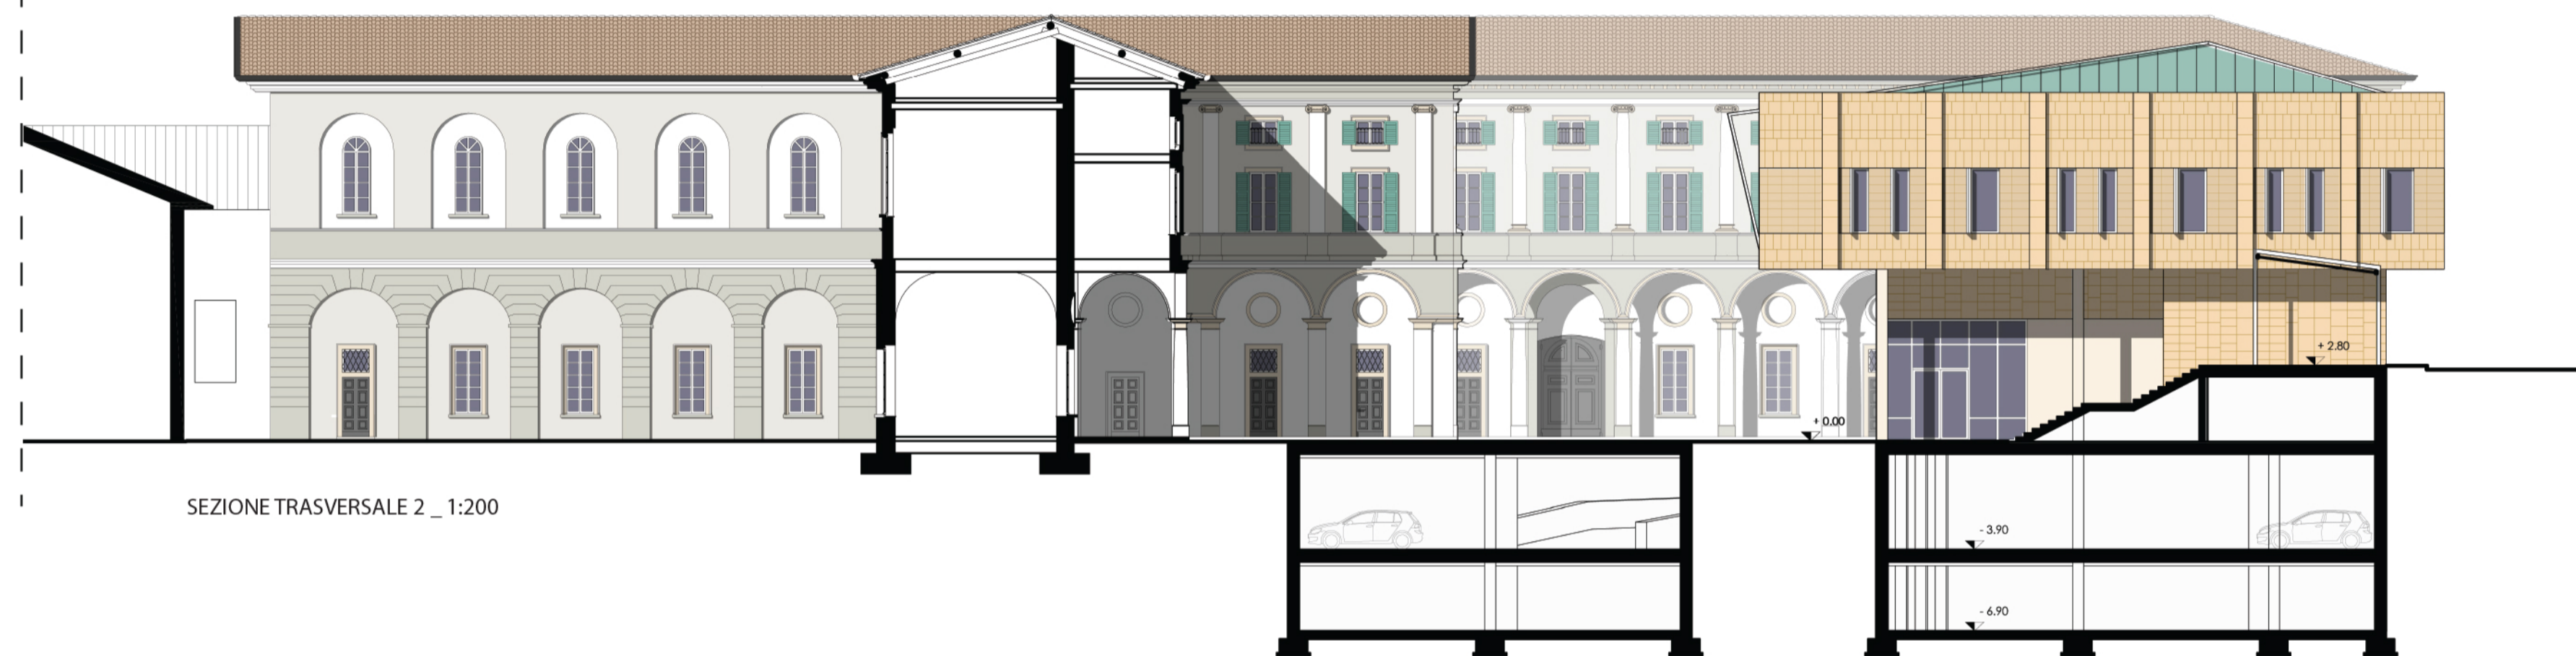 + 2.80
+ 0.00
SEZIONE TRASVERSALE 2 _ 1:200
- 3.90
- 6.90